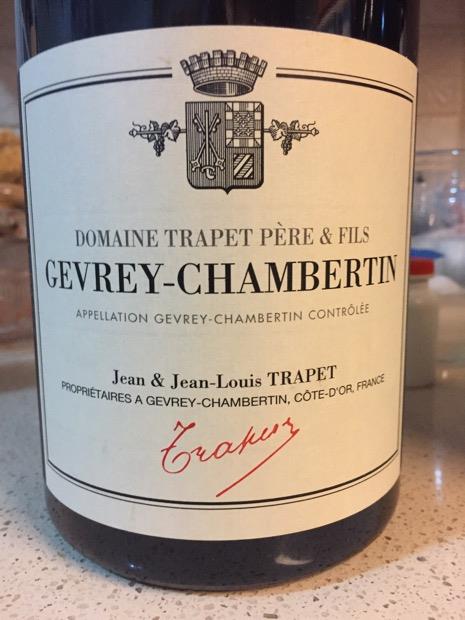 DOMAINE TRAPET PÈRE & FILS
GEVREY-CHAMBERTIN
APPELLATION GEVREY-CHAMBERTIN CONTRÔLÉE
Jean & Jean-Louis TRAPET
PROPRIÉTAIRES A GEVREY-CHAMBERTIN, CÔTE-D'OR, FRANCE